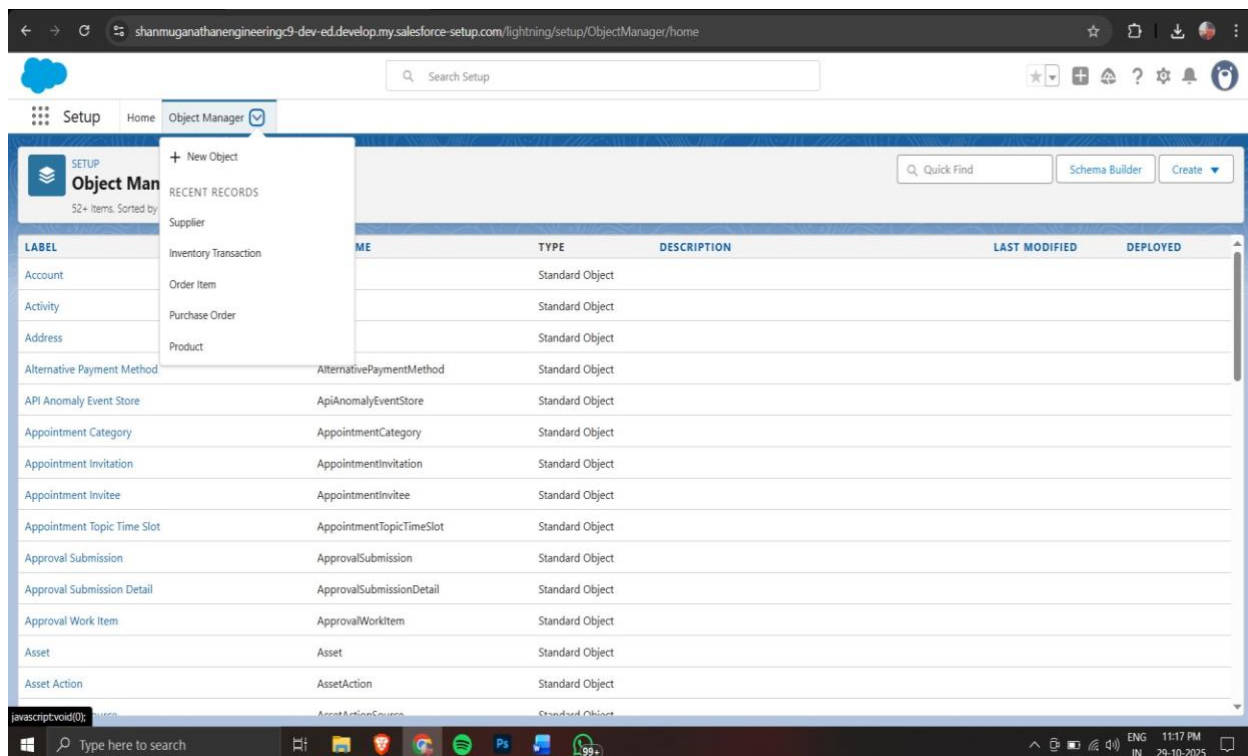 shanmuganathanengineeringc9-dev-ed.develop.my.salesforce-setup.com/lightning/setup/ObjectManager/home
Search Setup
Setup Home Object Manager
+ New Object
RECENT RECORDS
Supplier
Inventory Transaction
Order Item
Purchase Order
Product
SETUP
Object Man
52+ Items. Sorted by
Quick Find Schema Builder Create
LABEL ME TYPE DESCRIPTION LAST MODIFIED DEPLOYED
Account Standard Object
Activity Standard Object
Address Standard Object
Alternative Payment Method AlternativePaymentMethod Standard Object
API Anomaly Event Store ApiAnomalyEventStore Standard Object
Appointment Category AppointmentCategory Standard Object
Appointment Invitation AppointmentInvitation Standard Object
Appointment Invitee AppointmentInvitee Standard Object
Appointment Topic Time Slot AppointmentTopicTimeSlot Standard Object
Approval Submission ApprovalSubmission Standard Object
Approval Submission Detail ApprovalSubmissionDetail Standard Object
Approval Work Item ApprovalWorkItem Standard Object
Asset Asset Standard Object
Asset Action AssetAction Standard Object
AssetActionSource Standard Object
javascript:void(0);
Type here to search Ps 99+ ENG 11:17 PM
IN 29-10-2025